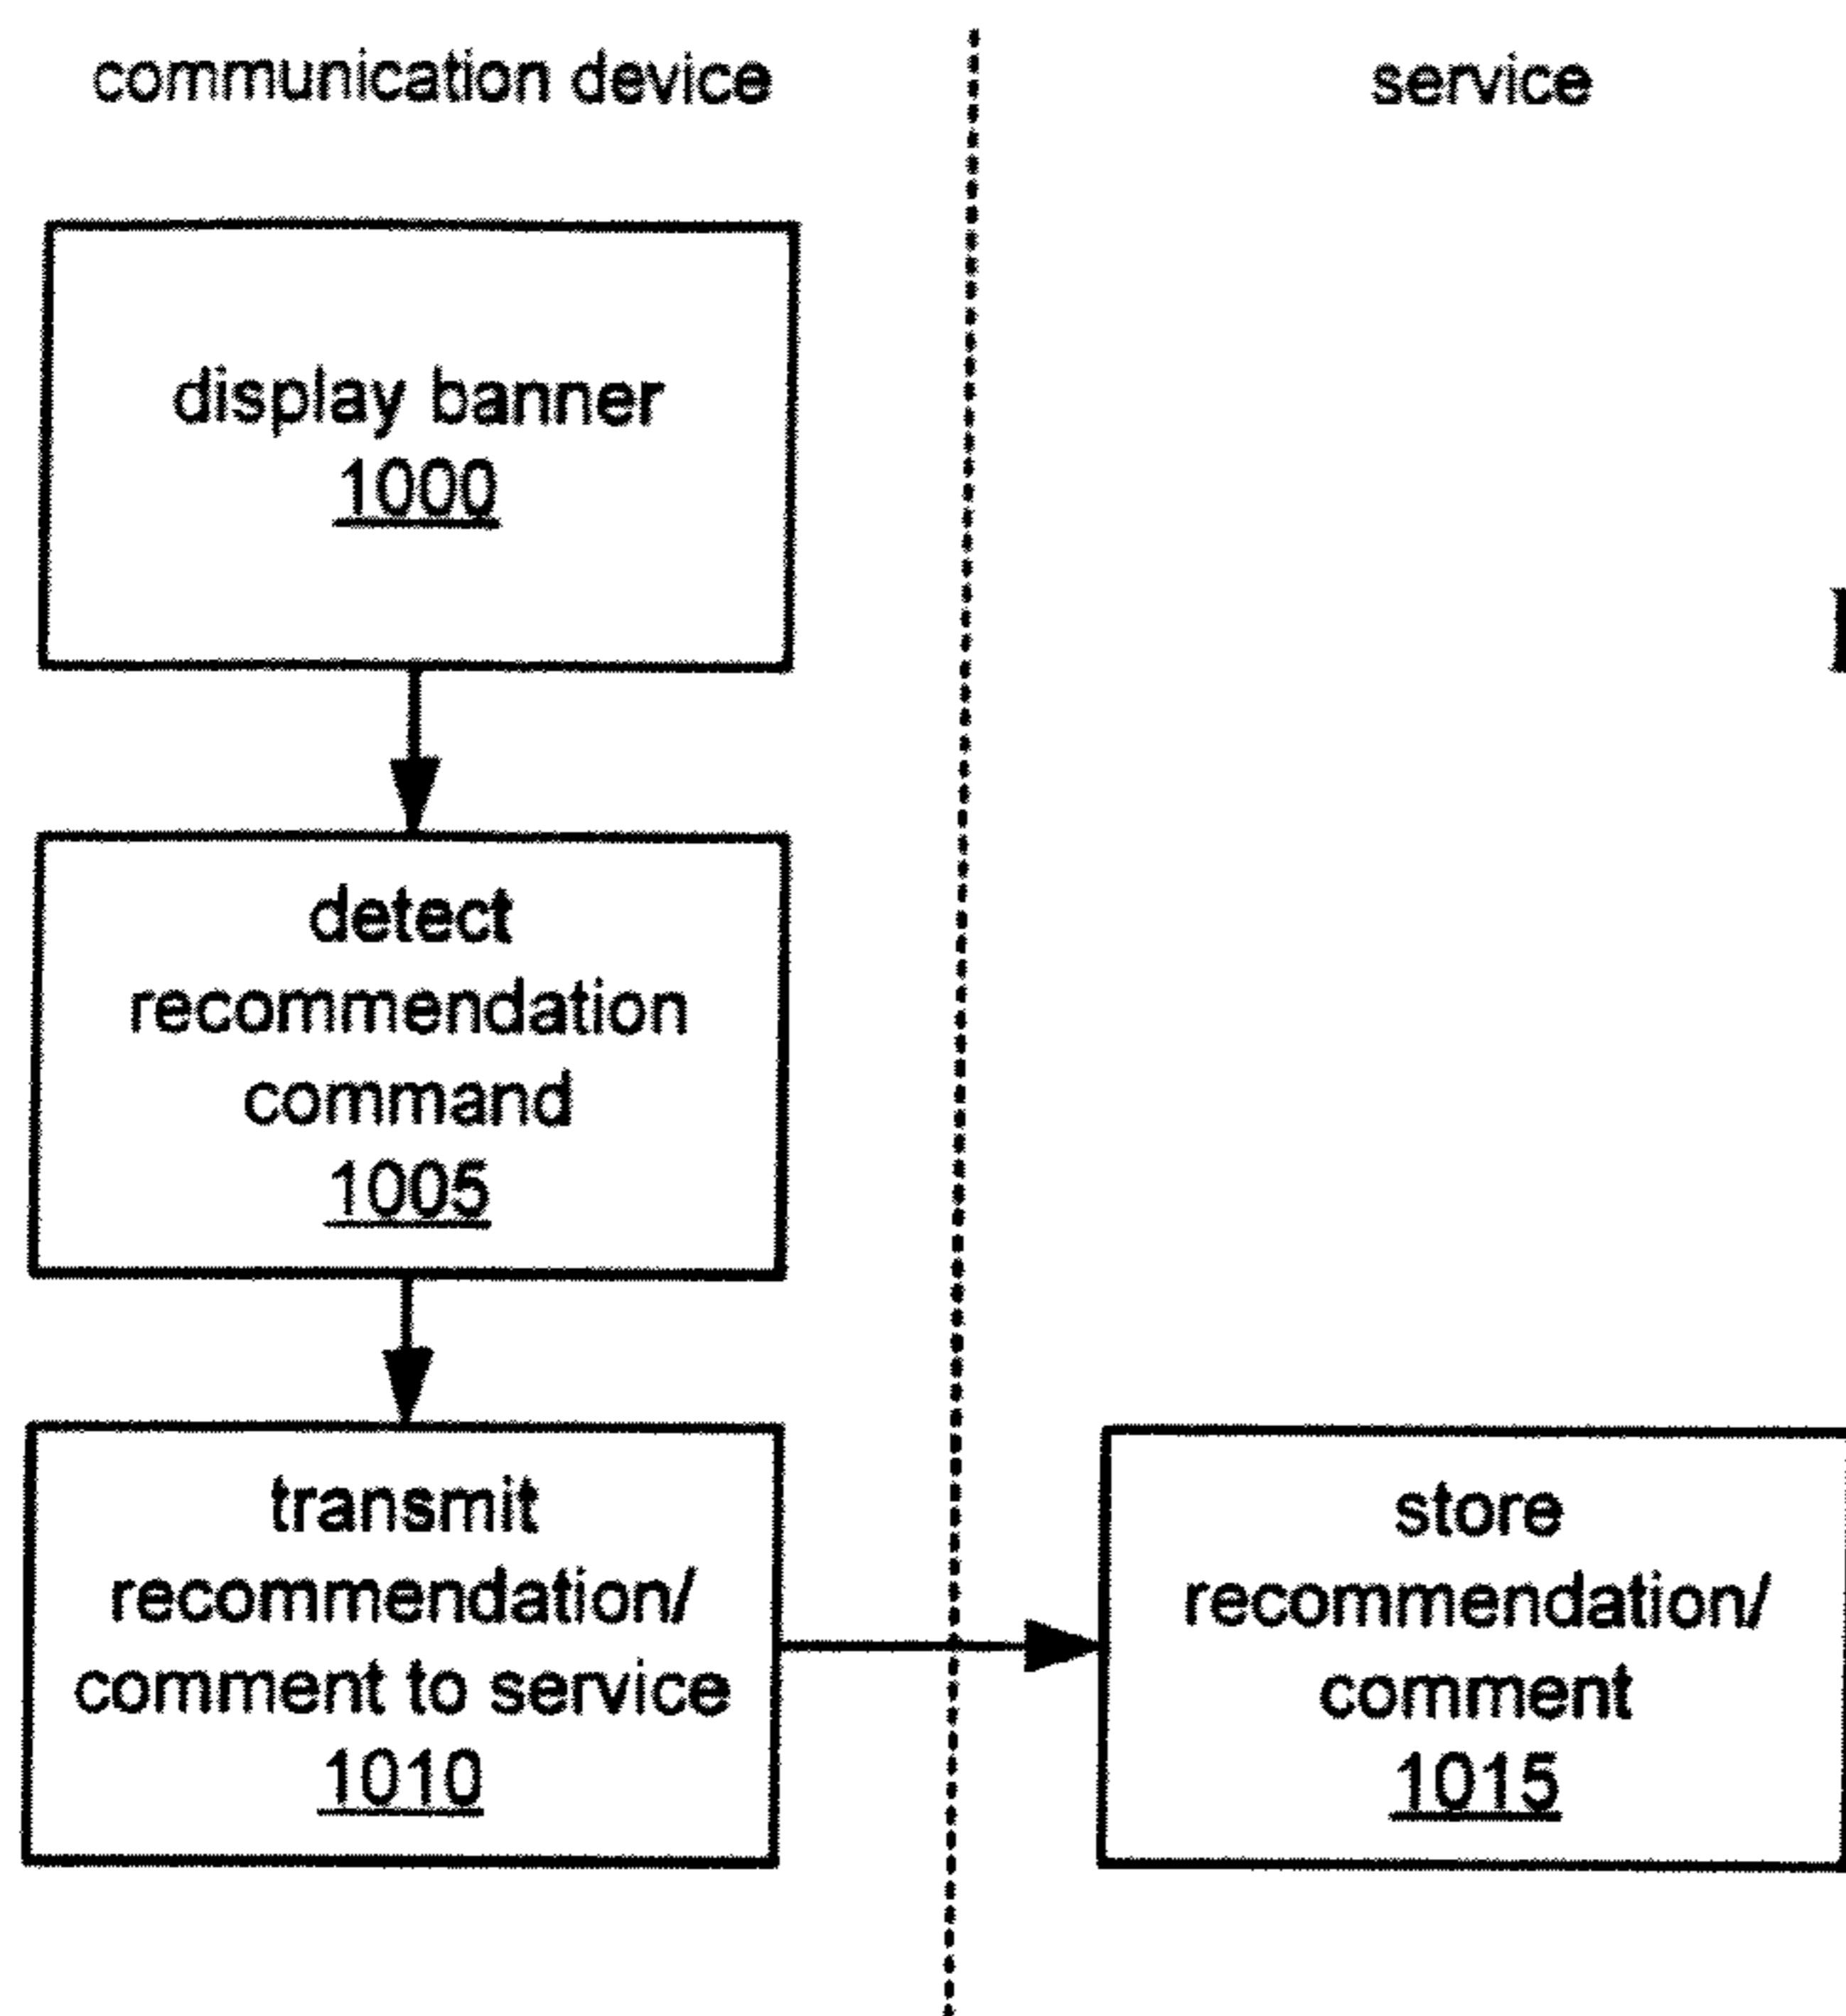 communication device
service
display banner
1000
detect
recommendation
command
1005
transmit
recommendation/
comment to service
1010
store
recommendation/
comment
1015